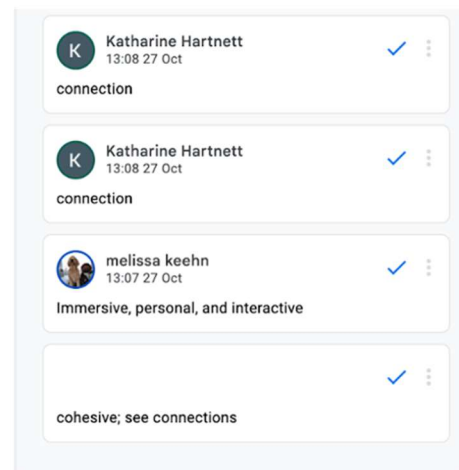 K
Katharine Hartnett
13:08 27 Oct
connection
K
Katharine Hartnett
13:08 27 Oct
connection
melissa keehn
13:07 27 Oct
Immersive, personal, and interactive
cohesive; see connections